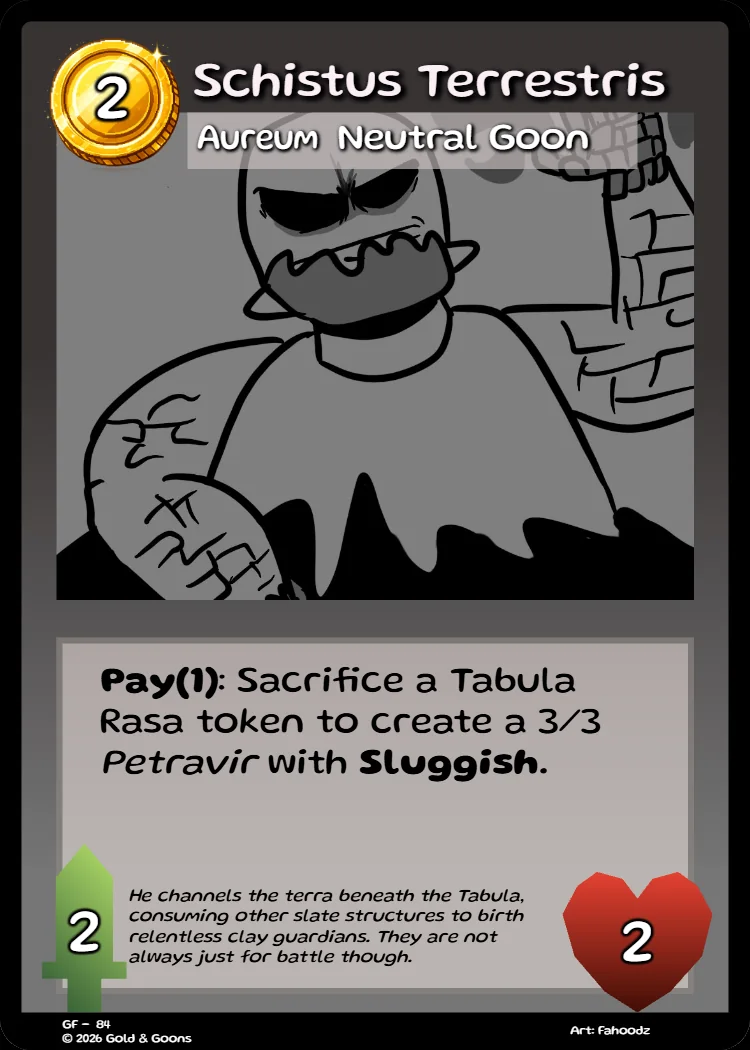 2
Schistus Terrestris
Aureum Neutral Goon
Pay(1): Sacrifice a Tabula
Rasa token to create a 3/3
Petravir with Sluggish.
He channels the terra beneath the Tabula,
consuming other slate structures to birth
relentless clay guardians. They are not
always just for battle though.
2
2
GF - 84
© 2026 Gold & Goons
Art: Fahoodz